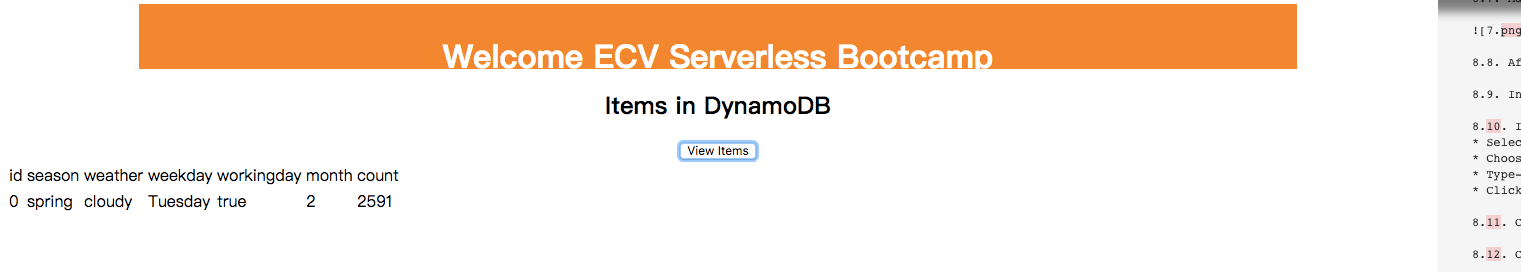 Welcome ECV Serverless Bootcamp
Items in DynamoDB
View Items
id season weather weekday workingday month count
0 spring cloudy Tuesday true 2 2591
![7.png
8.8. Af
8.9. In
8.10. I
* Selec
* Choos
* Type-
* Click
8.11. C
8.12. C